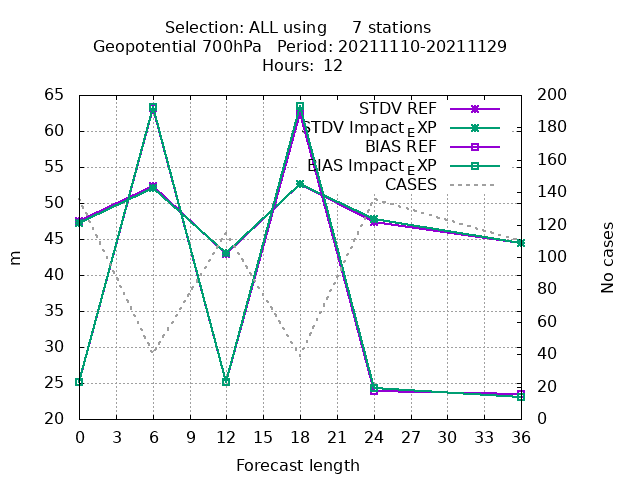 Selection: ALL using     7 stations
Geopotential 700hPa   Period: 20211110-20211129
Hours:  12
65
60
55
50
45
40
35
30
25
20
m
200
180
160
140
120
100
80
60
40
20
0
No cases
STDV REF
STDV Impact_EXP
BIAS REF
BIAS Impact_EXP
CASES
0 3 6 9 12 15 18 21 24 27 30 33 36
Forecast length